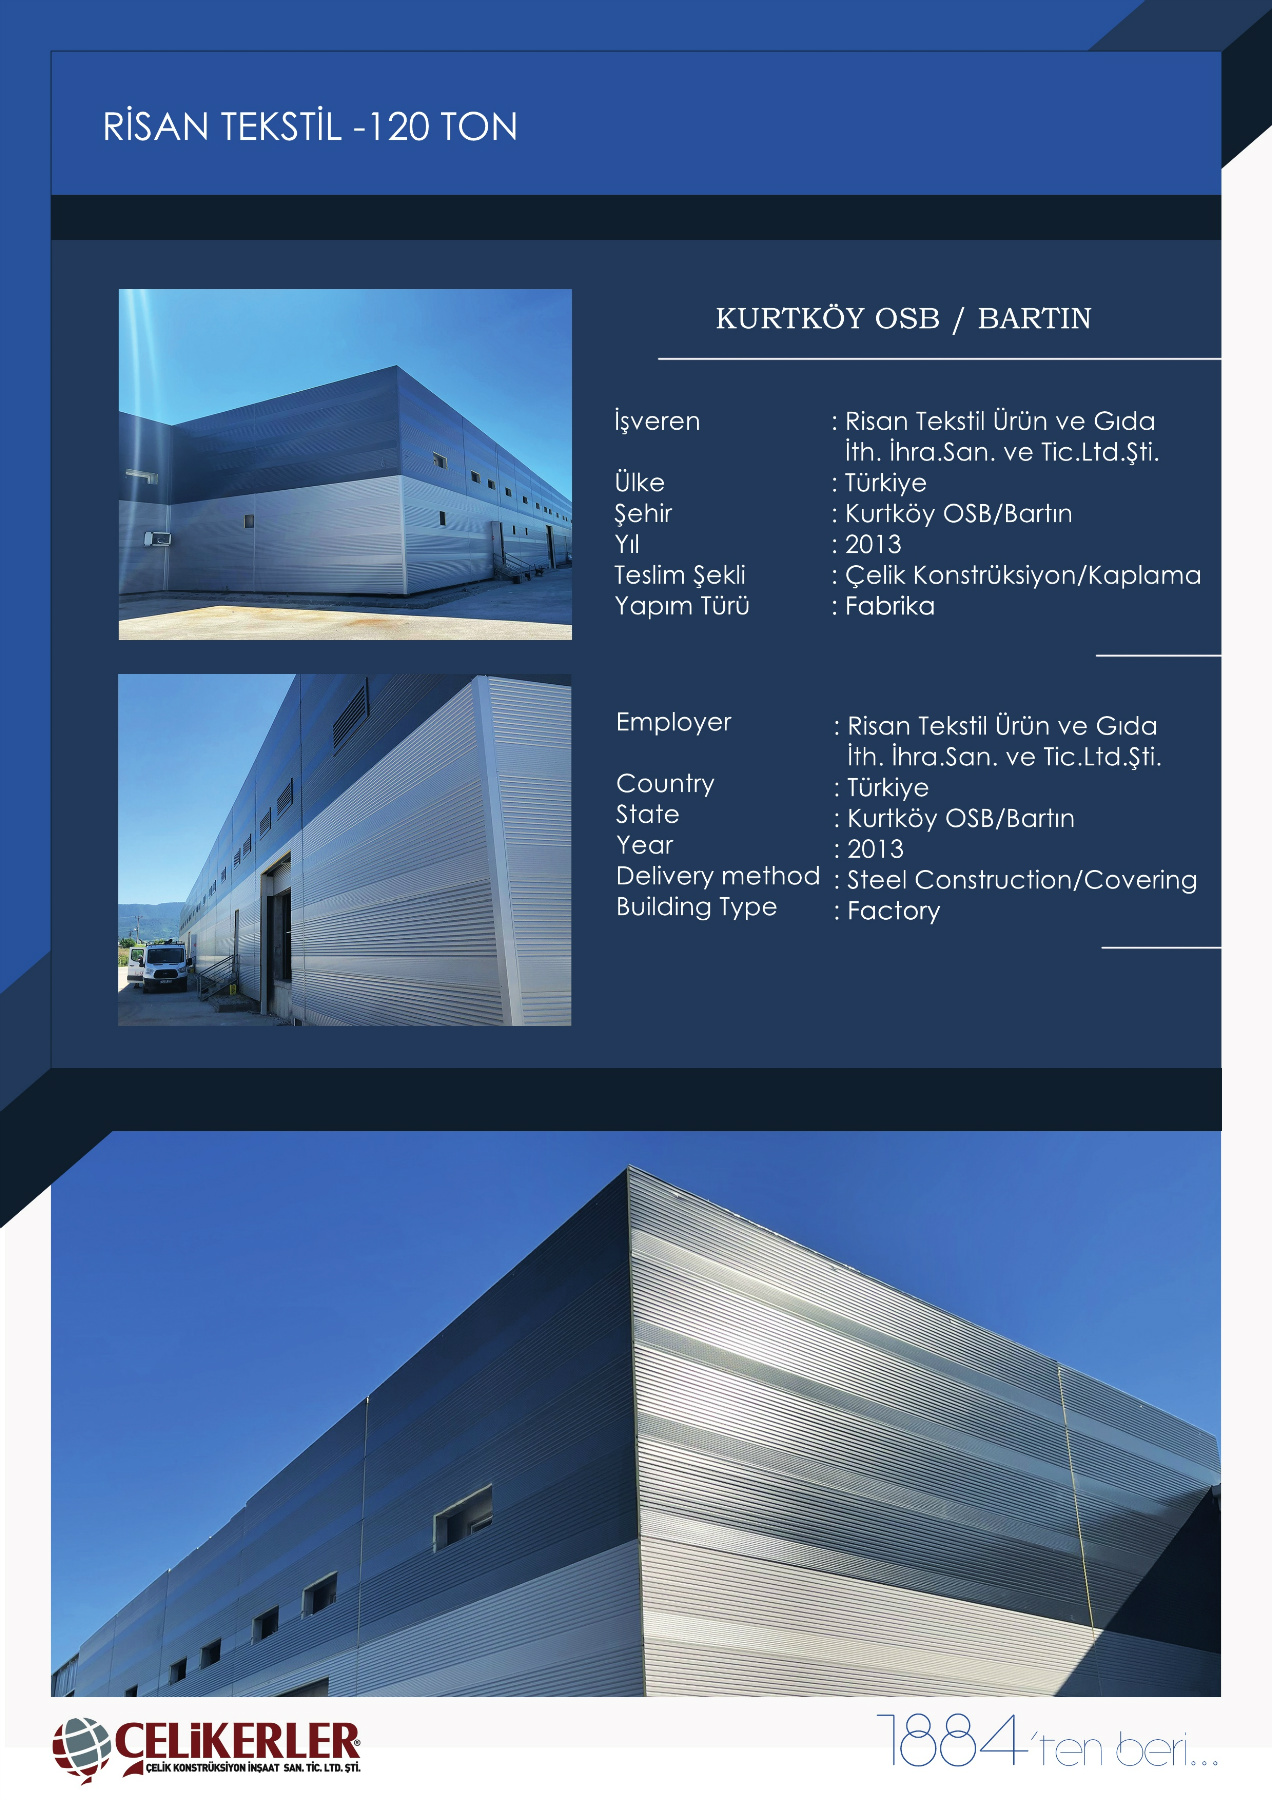 RİSAN TEKSTİL -120 TON
KURTKÖY OSB / BARTIN
İşveren : Risan Tekstil Ürün ve Gıda
İth. İhra.San. ve Tic.Ltd.Şti.
Ülke : Türkiye
Şehir : Kurtköy OSB/Bartın
Yıl : 2013
Teslim Şekli : Çelik Konstrüksiyon/Kaplama
Yapım Türü : Fabrika
Employer : Risan Tekstil Ürün ve Gıda
İth. İhra.San. ve Tic.Ltd.Şti.
Country : Türkiye
State : Kurtköy OSB/Bartın
Year : 2013
Delivery method : Steel Construction/Covering
Building Type : Factory
ÇELiKERLER®
ÇELİK KONSTRÜKSİYON İNŞAAT SAN. TİC. LTD. ŞTİ.
1884'ten beri...